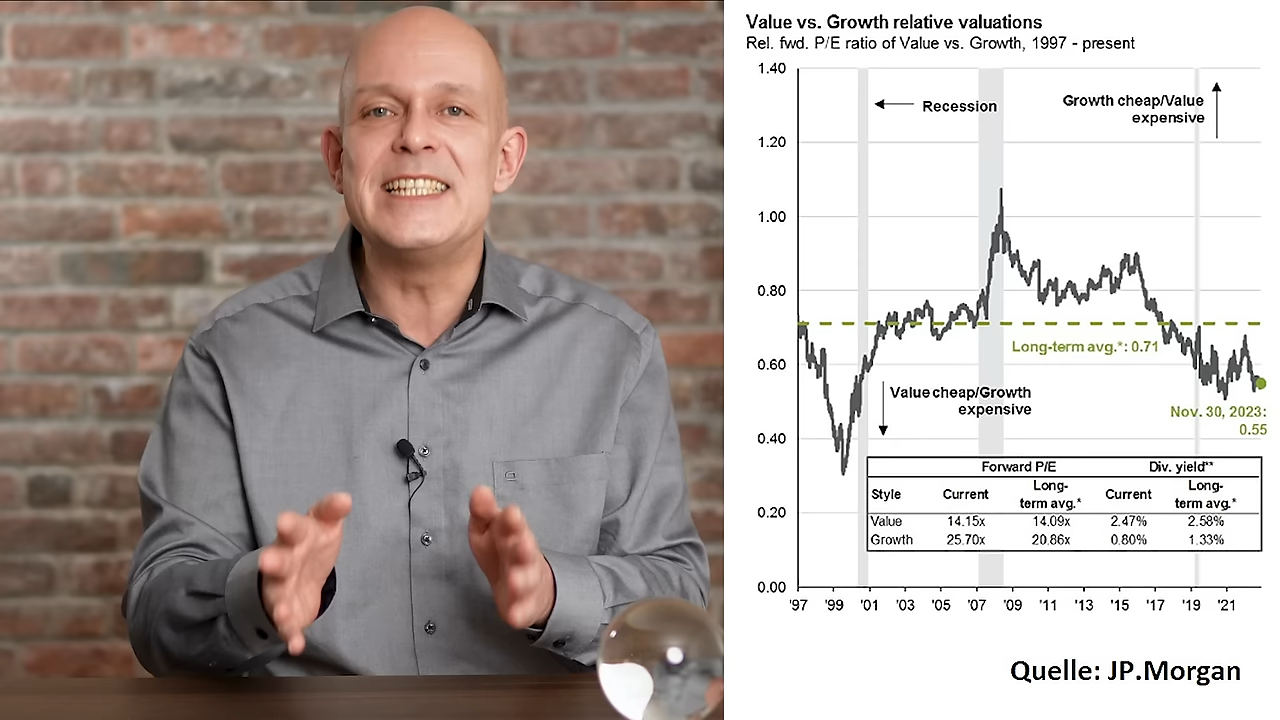 Value vs. Growth relative valuations
Rel. fwd. P/E ratio of Value vs. Growth, 1997 - present
1.40
1.20
1.00
0.80
0.60
0.40
0.20
0.00
Recession
Growth cheap/Value
expensive
Long-term avg.*: 0.71
Value cheap/Growth
expensive
Nov. 30, 2023:
0.55
Forward P/E Div. yield**
Style Current Long-term avg.* Current Long-term avg.*
Value 14.15x 14.09x 2.47% 2.58%
Growth 25.70x 20.86x 0.80% 1.33%
'97 '99 '01 '03 '05 '07 '09 '11 '13 '15 '17 '19 '21
Quelle: JP.Morgan